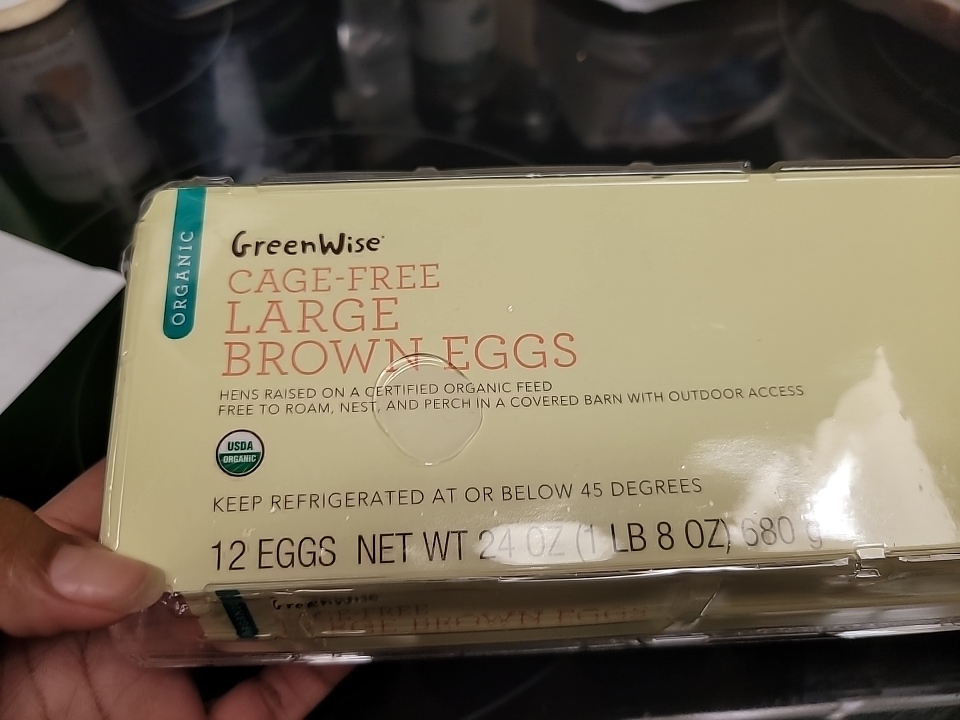 ORGANIC
GreenWise
CAGE-FREE
LARGE
BROWN EGGS
HENS RAISED ON A CERTIFIED ORGANIC FEED
FREE TO ROAM, NEST, AND PERCH IN A COVERED BARN WITH OUTDOOR ACCESS
USDA
ORGANIC
KEEP REFRIGERATED AT OR BELOW 45 DEGREES
12 EGGS NET WT 24 OZ (1 LB 8 OZ) 680 g
GreenWise
BROWN EGGS